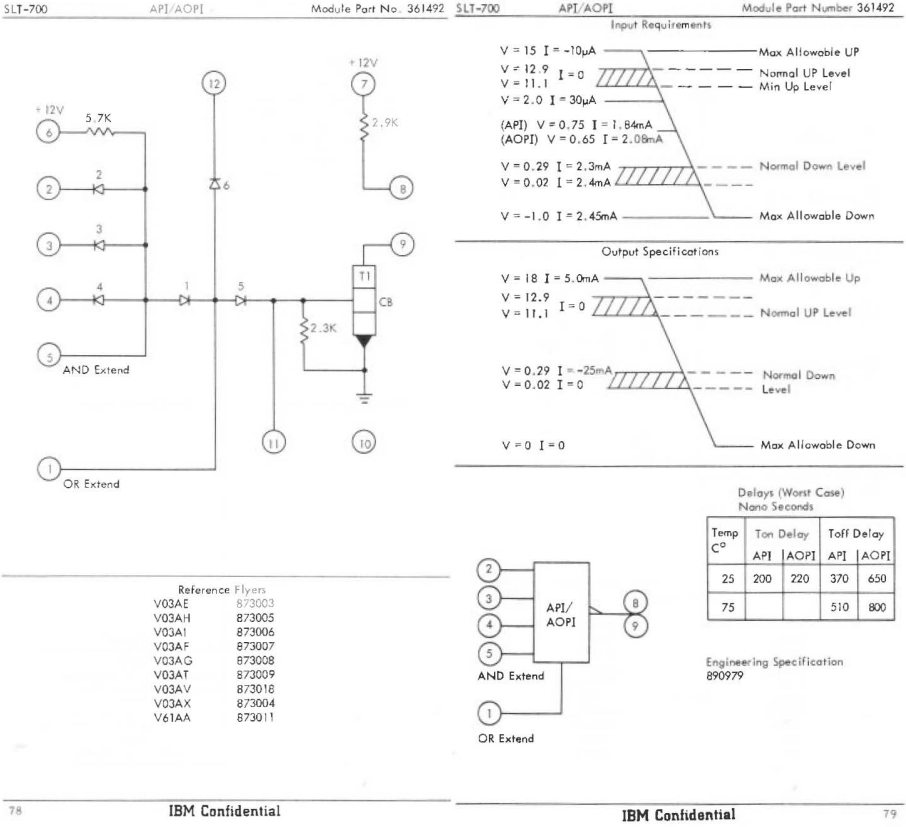 SLT-700 API/AOPI Module Part No. 361492
+12V
12
7
+12V
5.7K
6
2.9K
2
2
6
8
3
3
9
T1
4
4
1
5
CB
2.3K
5
AND Extend
11
10
1
OR Extend
Reference Flyers
V03AE 873003
V03AH 873005
V03AI 873006
V03AF 873007
V03AG 873008
V03AT 873009
V03AV 873018
V03AX 873004
V61AA 873011
78 IBM Confidential
SLT-700 API/AOPI Module Part Number 361492
Input Requirements
V = 15 I = -10µA Max Allowable UP
V = 12.9 I = 0 Normal UP Level
V = 11.1 Min Up Level
V = 2.0 I = 30µA
(API) V = 0.75 I = 1.84mA
(AOPI) V = 0.65 I = 2.08mA
V = 0.29 I = 2.3mA Normal Down Level
V = 0.02 I = 2.4mA
V = -1.0 I = 2.45mA Max Allowable Down
Output Specifications
V = 18 I = 5.0mA Max Allowable Up
V = 12.9 I = 0
V = 11.1 Normal UP Level
V = 0.29 I = -25mA Normal Down
V = 0.02 I = 0 Level
V = 0 I = 0 Max Allowable Down
Delays (Worst Case)
Nano Seconds
Temp C° Ton Delay Toff Delay
API AOPI API AOPI
25 200 220 370 650
75 510 800
2
3
4
5
API/
AOPI
8
9
AND Extend
1
OR Extend
Engineering Specification
890979
IBM Confidential 79